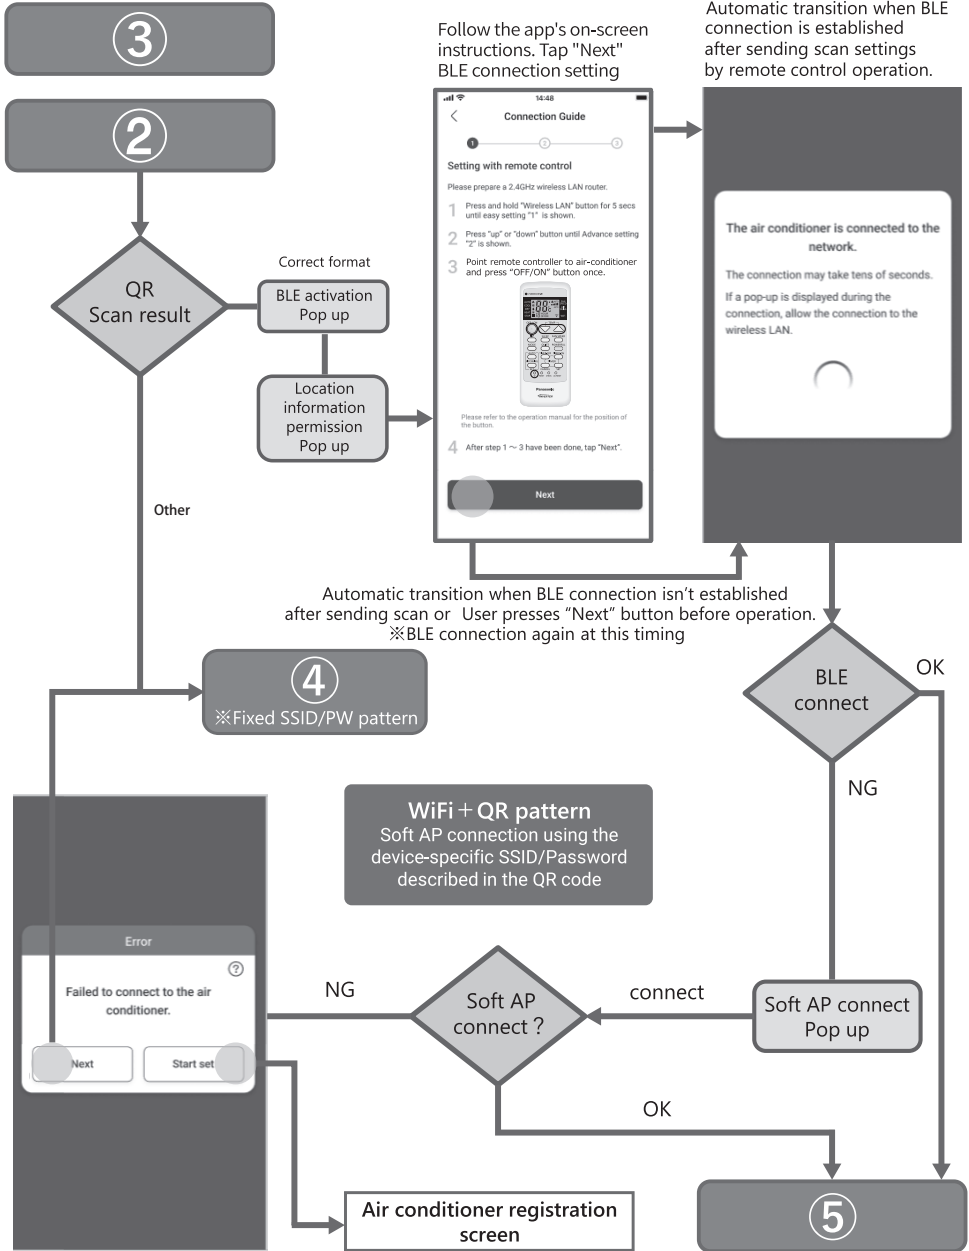 ③
②
QR
Scan result
Correct format
BLE activation
Pop up
Location
information
permission
Pop up
Other
Follow the app's on-screen
instructions. Tap "Next"
BLE connection setting
14:48
Connection Guide
1
2
3
Setting with remote control
Please prepare a 2.4GHz wireless LAN router.
1 Press and hold "Wireless LAN" button for 5 secs
until easy setting "1" is shown.
2 Press "up" or "down" button until Advance setting
"2" is shown.
3 Point remote controller to air-conditioner
and press "OFF/ON" button once.
Panasonic
Please refer to the operation manual for the position of
the button.
4 After step 1 ～ 3 have been done, tap "Next".
Next
Automatic transition when BLE
connection is established
after sending scan settings
by remote control operation.
The air conditioner is connected to the
network.
The connection may take tens of seconds.
If a pop-up is displayed during the
connection, allow the connection to the
wireless LAN.
Automatic transition when BLE connection isn't established
after sending scan or User presses "Next" button before operation.
※BLE connection again at this timing
④
※Fixed SSID/PW pattern
BLE
connect
OK
NG
WiFi＋QR pattern
Soft AP connection using the
device-specific SSID/Password
described in the QR code
Error
?
Failed to connect to the air
conditioner.
Next
Start set
NG
Soft AP
connect？
connect
Soft AP connect
Pop up
OK
Air conditioner registration
screen
⑤